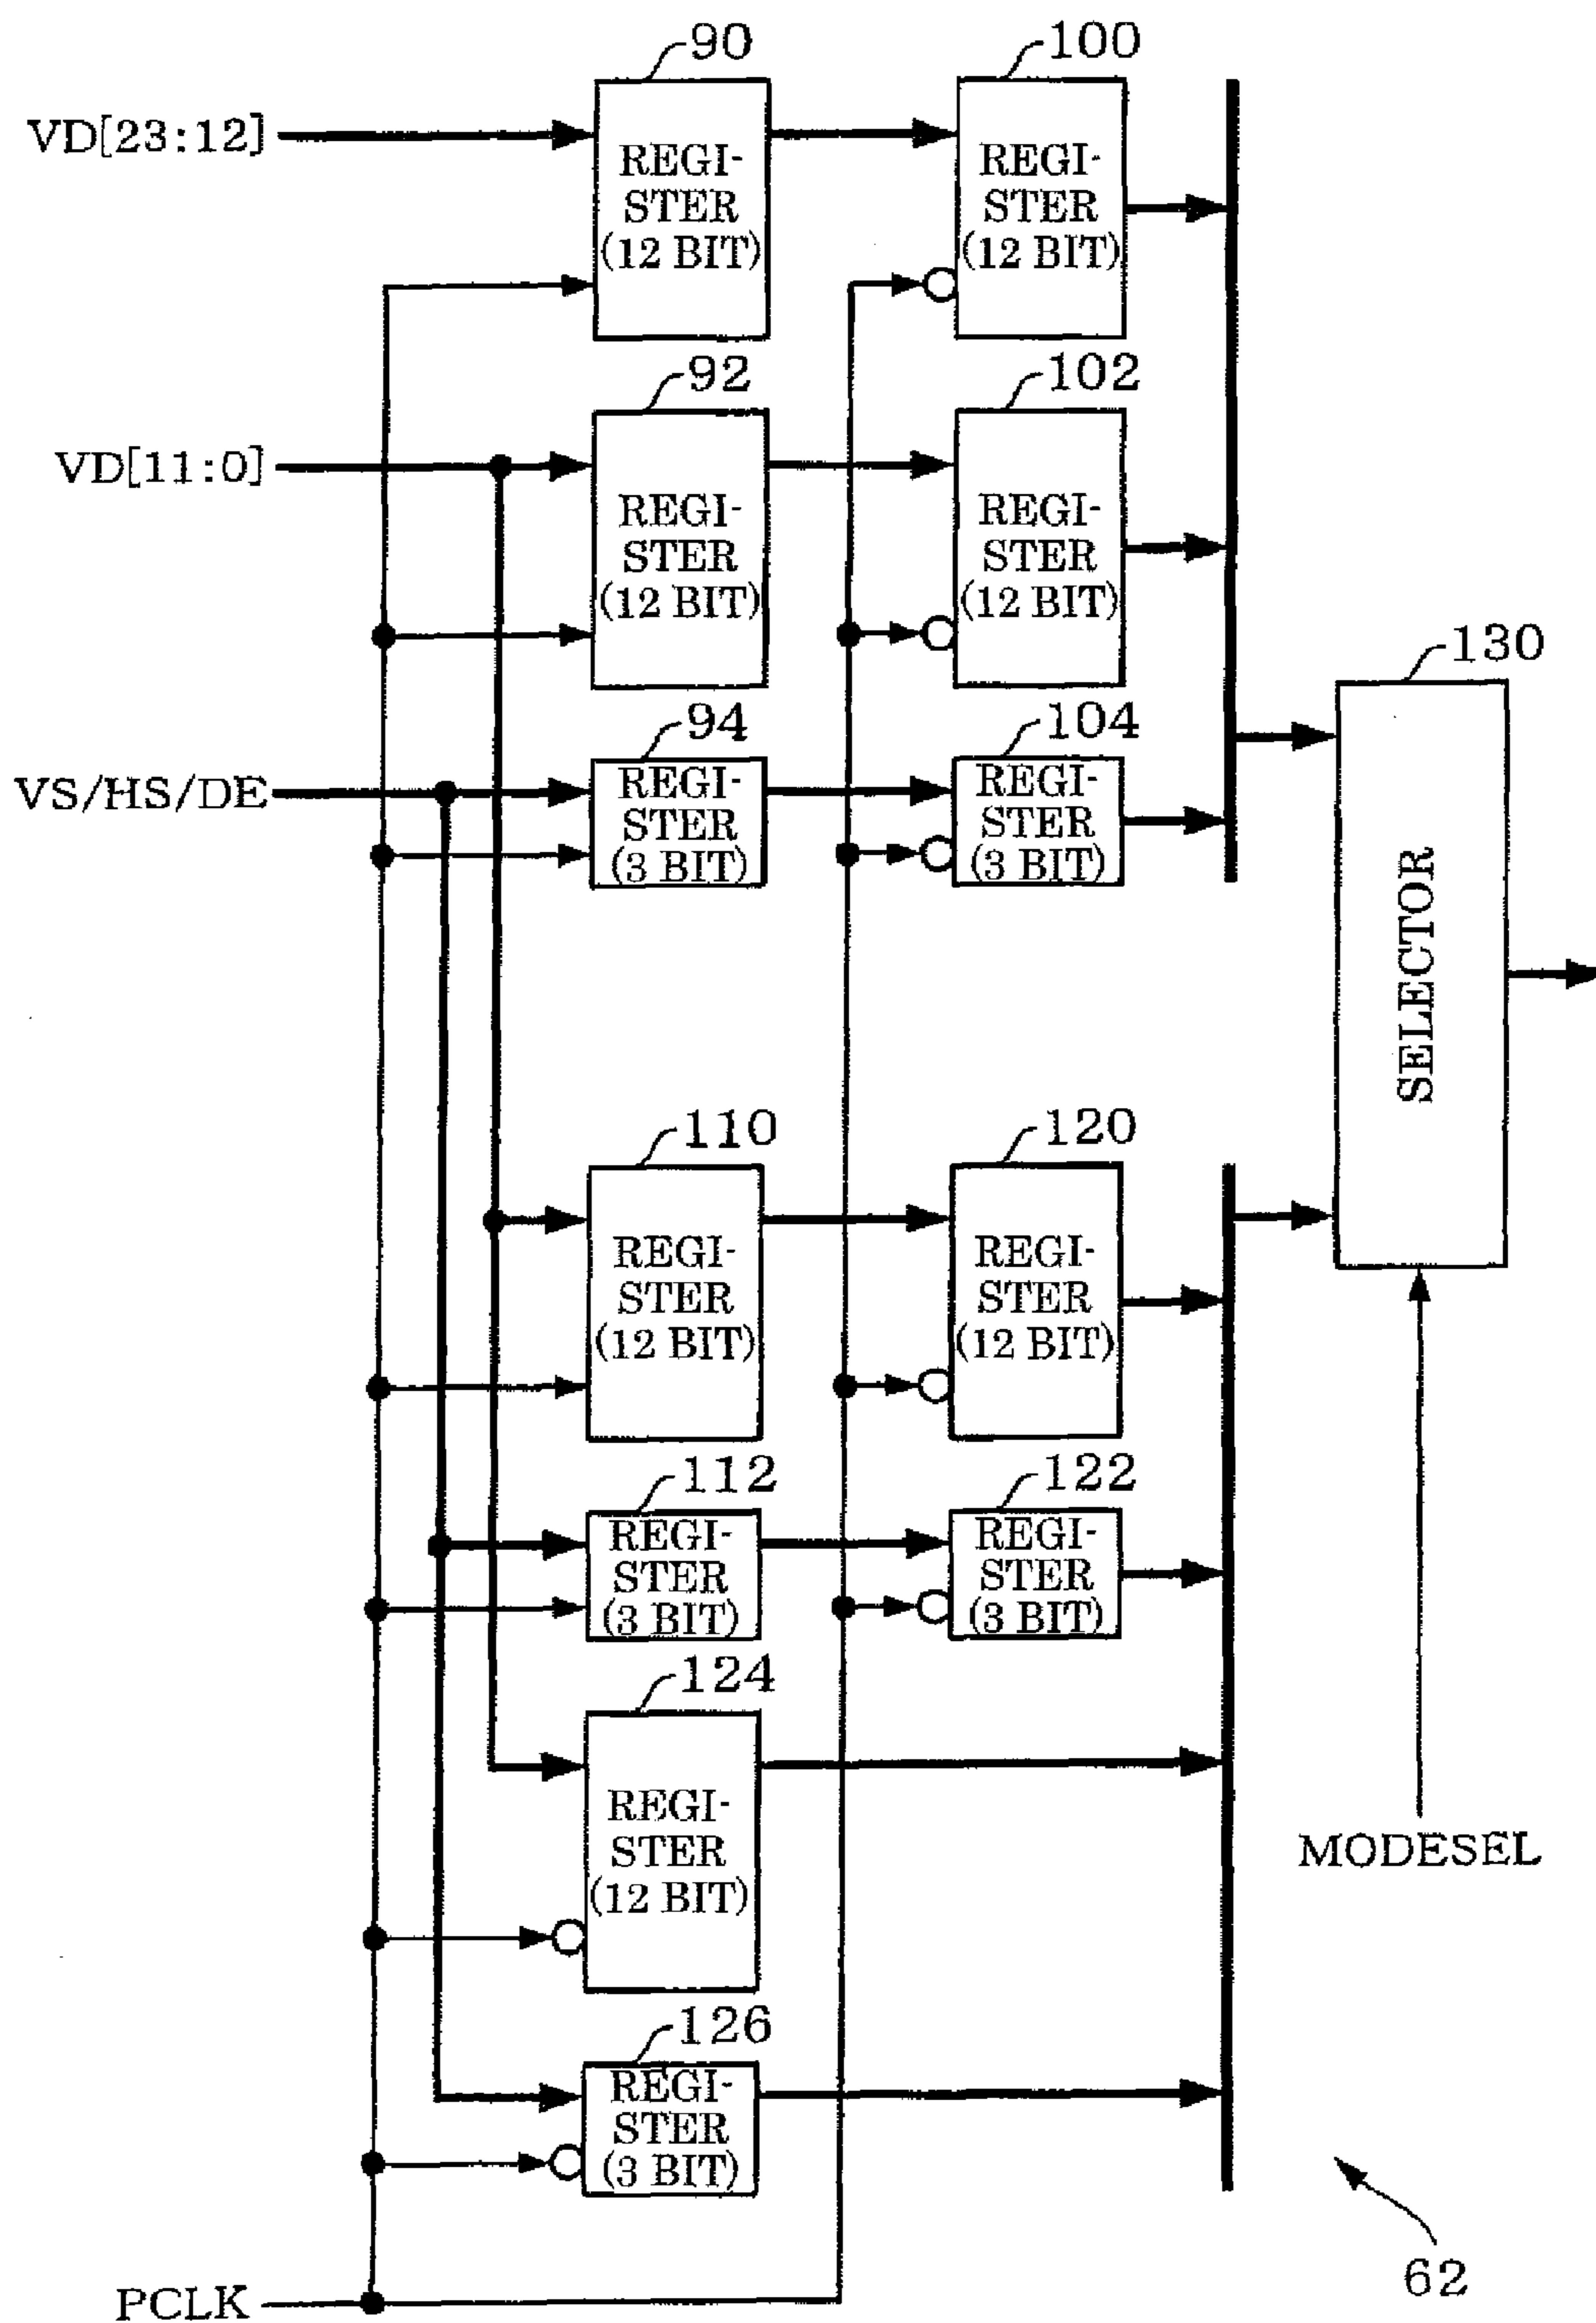 90
100
VD[23:12]
REGI-
STER
(12 BIT)
REGI-
STER
(12 BIT)
92
102
VD[11:0]
REGI-
STER
(12 BIT)
REGI-
STER
(12 BIT)
130
94
104
VS/HS/DE
REGI-
STER
(3 BIT)
REGI-
STER
(3 BIT)
SELECTOR
110
120
REGI-
STER
(12 BIT)
REGI-
STER
(12 BIT)
112
122
REGI-
STER
(3 BIT)
REGI-
STER
(3 BIT)
124
REGI-
STER
(12 BIT)
MODESEL
126
REGI-
STER
(3 BIT)
62
PCLK